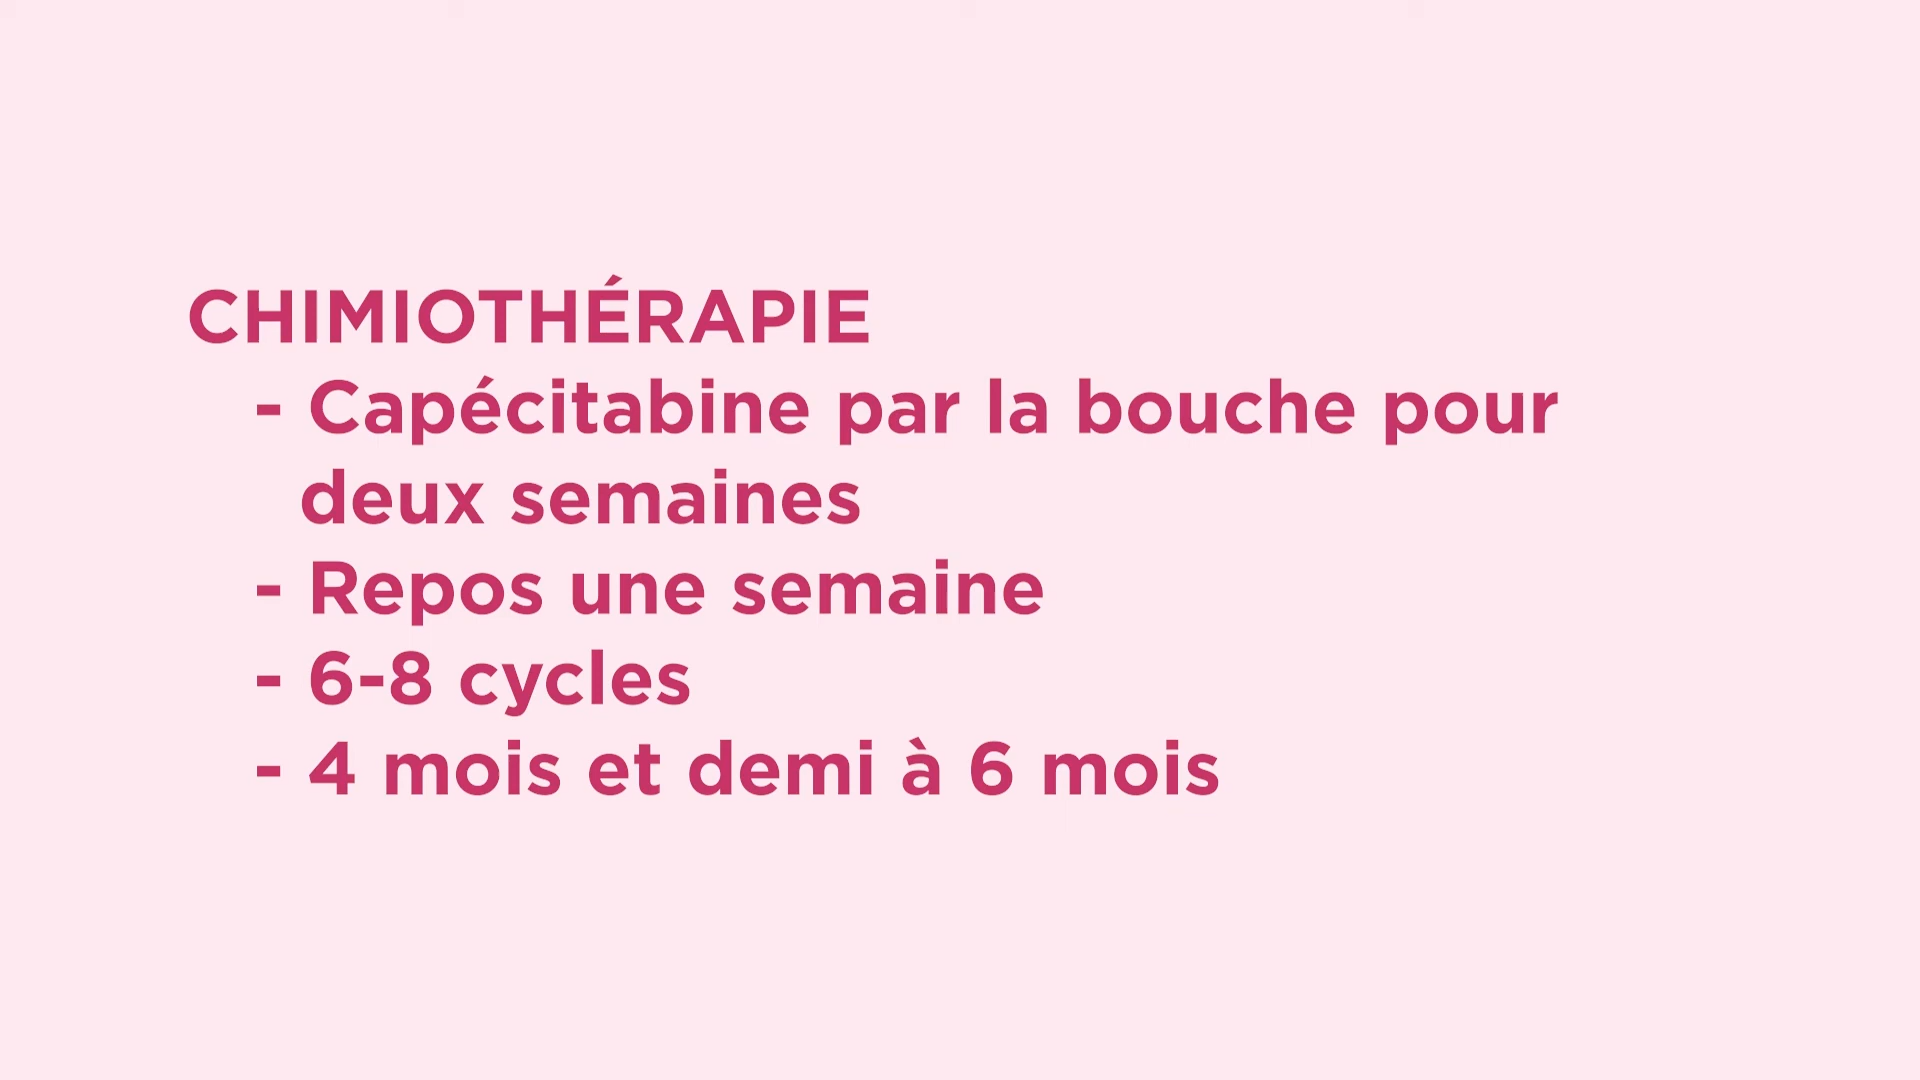 CHIMIOTHÉRAPIE
- Capécitabine par la bouche pour
deux semaines
- Repos une semaine
- 6-8 cycles
- 4 mois et demi à 6 mois